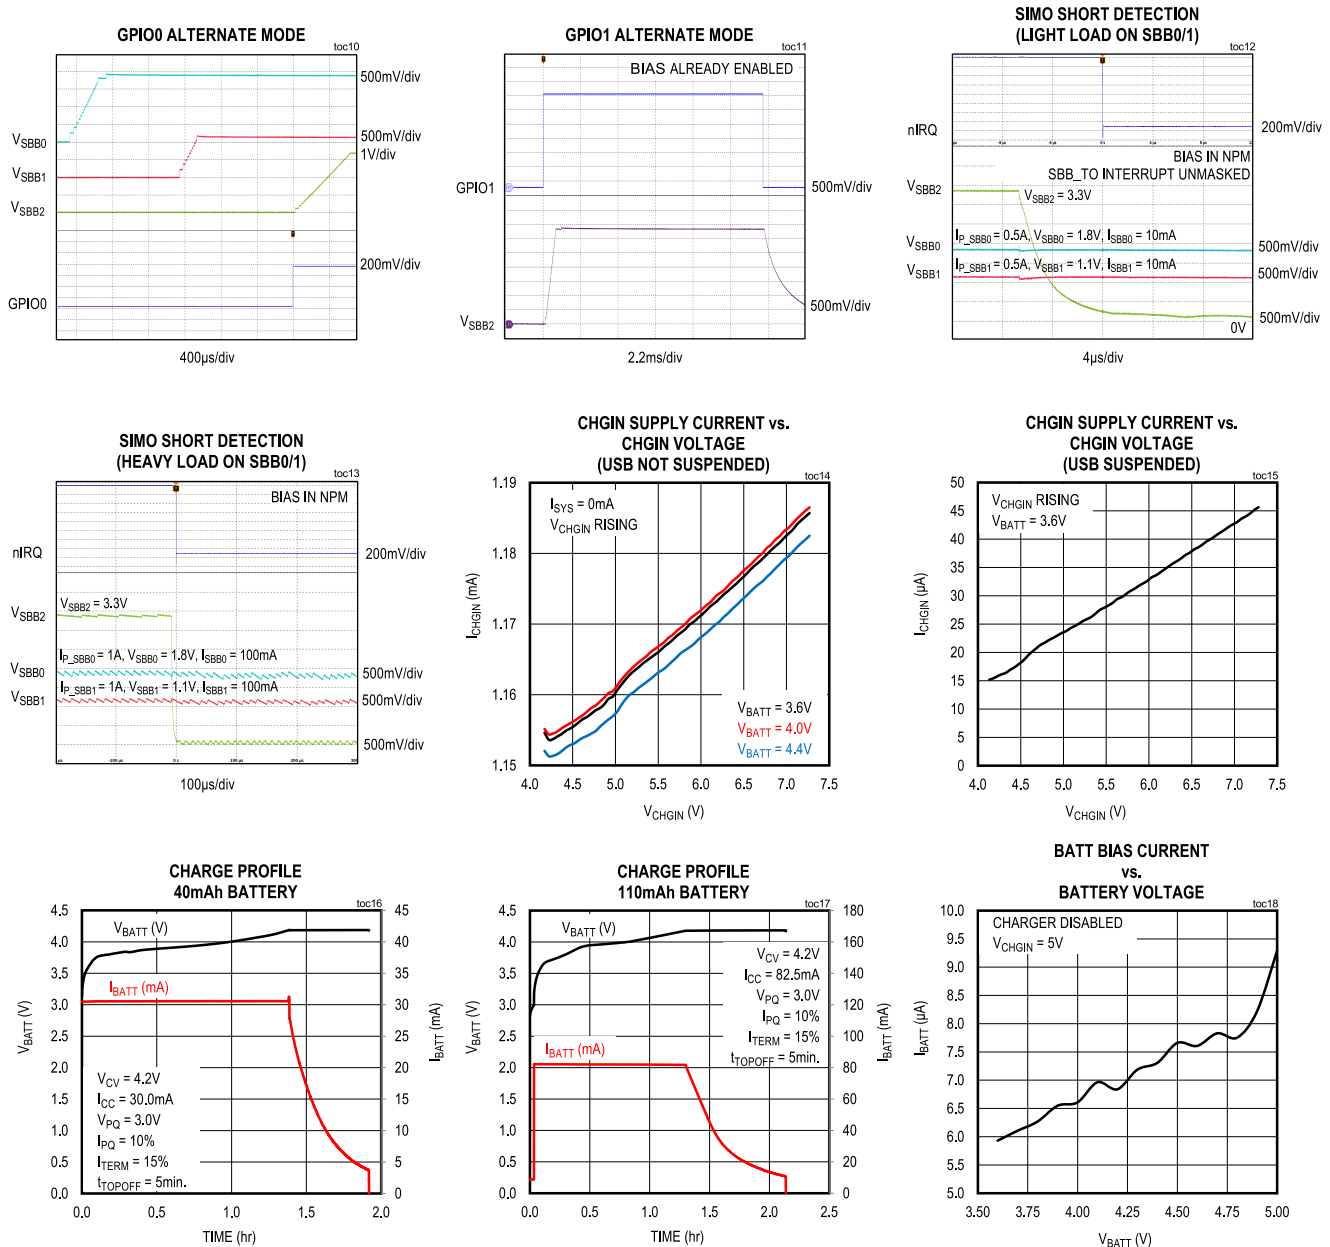 GPIO0 ALTERNATE MODE
toc10
500mV/div
VSBB0
500mV/div
1V/div
VSBB1
VSBB2
200mV/div
GPIO0
400µs/div
GPIO1 ALTERNATE MODE
toc11
BIAS ALREADY ENABLED
GPIO1
500mV/div
500mV/div
VSBB2
2.2ms/div
SIMO SHORT DETECTION
(LIGHT LOAD ON SBB0/1)
toc12
nIRQ
200mV/div
BIAS IN NPM
SBB_TO INTERRUPT UNMASKED
VSBB2
VSBB2 = 3.3V
IP_SBB0 = 0.5A, VSBB0 = 1.8V, ISBB0 = 10mA
VSBB0
500mV/div
IP_SBB1 = 0.5A, VSBB1 = 1.1V, ISBB1 = 10mA
VSBB1
500mV/div
500mV/div
0V
4µs/div
SIMO SHORT DETECTION
(HEAVY LOAD ON SBB0/1)
toc13
BIAS IN NPM
nIRQ
200mV/div
VSBB2 = 3.3V
VSBB2
IP_SBB0 = 1A, VSBB0 = 1.8V, ISBB0 = 100mA
VSBB0
500mV/div
IP_SBB1 = 1A, VSBB1 = 1.1V, ISBB1 = 100mA
VSBB1
500mV/div
500mV/div
100µs/div
CHGIN SUPPLY CURRENT vs.
CHGIN VOLTAGE
(USB NOT SUSPENDED)
toc14
ISYS = 0mA
VCHGIN RISING
1.19
1.18
1.17
1.16
1.15
ICHGIN (mA)
VBATT = 3.6V
VBATT = 4.0V
VBATT = 4.4V
4.0 4.5 5.0 5.5 6.0 6.5 7.0 7.5
VCHGIN (V)
CHGIN SUPPLY CURRENT vs.
CHGIN VOLTAGE
(USB SUSPENDED)
toc15
VCHGIN RISING
VBATT = 3.6V
50
45
40
35
30
25
20
15
10
5
0
ICHGIN (µA)
4.0 4.5 5.0 5.5 6.0 6.5 7.0 7.5
VCHGIN (V)
CHARGE PROFILE
40mAh BATTERY
toc16
4.5
4.0
3.5
3.0
2.5
2.0
1.5
1.0
0.5
0.0
VBATT (V)
VBATT (V)
IBATT (mA)
VCV = 4.2V
ICC = 30.0mA
VPQ = 3.0V
IPQ = 10%
ITERM = 15%
tTOPOFF = 5min.
45
40
35
30
25
20
15
10
5
0
IBATT (mA)
0.0 0.5 1.0 1.5 2.0
TIME (hr)
CHARGE PROFILE
110mAh BATTERY
toc17
4.5
4.0
3.5
3.0
2.5
2.0
1.5
1.0
0.5
0.0
VBATT (V)
VBATT (V)
IBATT (mA)
VCV = 4.2V
ICC = 82.5mA
VPQ = 3.0V
IPQ = 10%
ITERM = 15%
tTOPOFF = 5min.
180
160
140
120
100
80
60
40
20
0
IBATT (mA)
0.0 0.5 1.0 1.5 2.0 2.5
TIME (hr)
BATT BIAS CURRENT
vs.
BATTERY VOLTAGE
toc18
CHARGER DISABLED
VCHGIN = 5V
10.0
9.5
9.0
8.5
8.0
7.5
7.0
6.5
6.0
5.5
5.0
IBATT (µA)
3.50 3.75 4.00 4.25 4.50 4.75 5.00
VBATT (V)